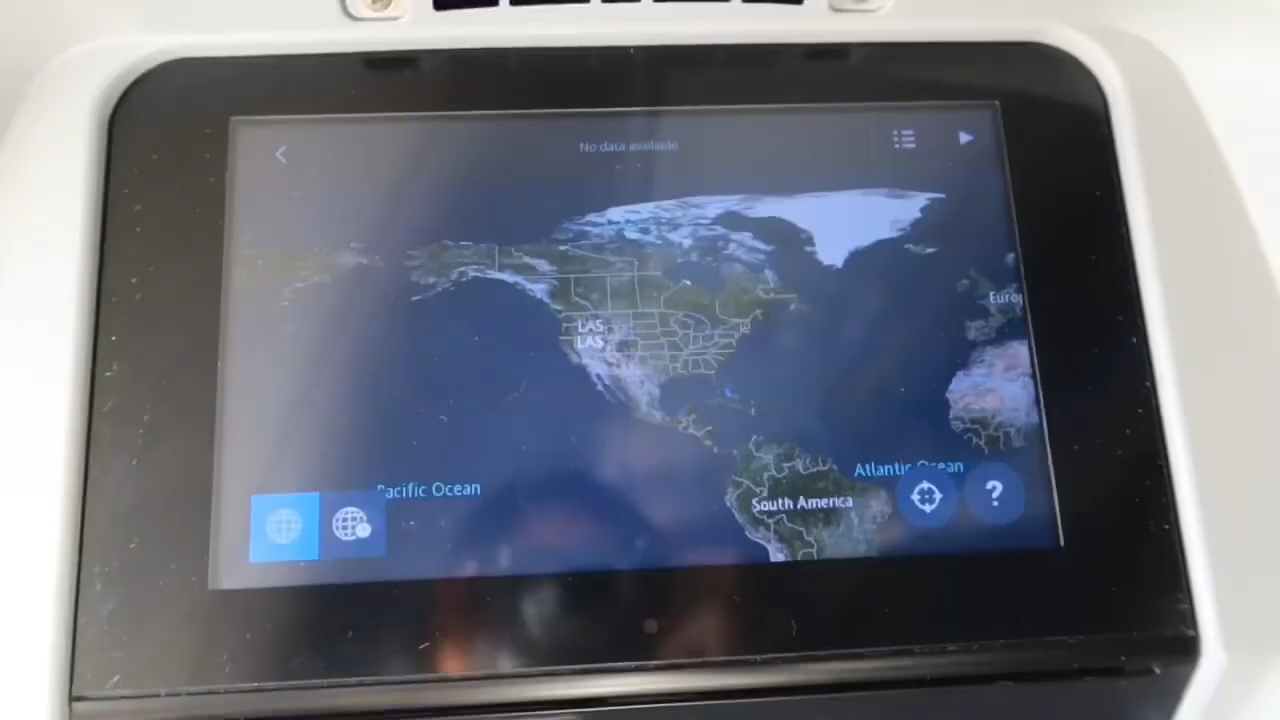 No data available
Europ
LAS
LAS
Atlantic Ocean
Pacific Ocean
South America
?